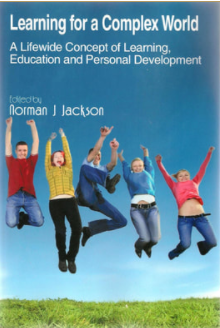 Learning for a Complex World
A Lifewide Concept of Learning,
Education and Personal Development
Edited by
Norman J Jackson